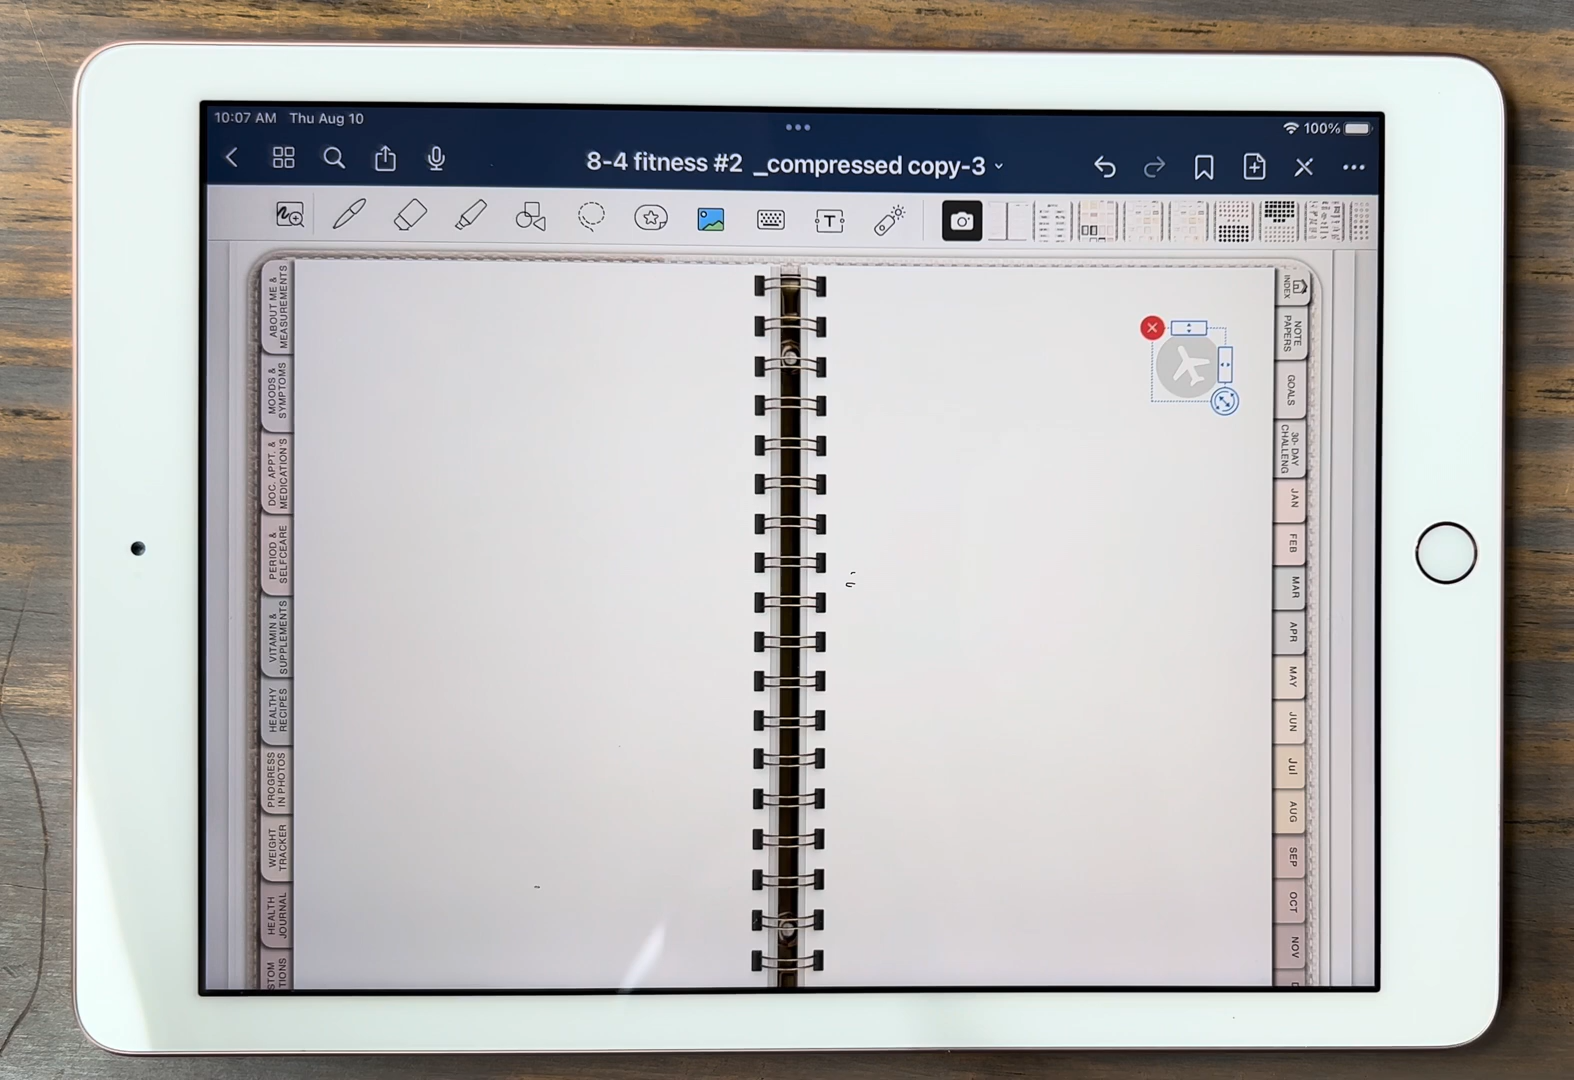 10:07 AM Thu Aug 10
100%
8-4 fitness #2 _compressed copy-3
T
ABOUT ME &
MEASUREMENTS
MOODS &
SYMPTOMS
DOC. APPT. &
MEDICATION'S
PERIOD &
SELFCEARE
VITAMIN &
SUPPLEMENTS
HEALTHY
RECIPES
PROGRESS
IN PHOTOS
WEIGHT
TRACKER
HEALTH
JOURNAL
STOM
TIONS
INDEX
NOTE
PAPERS
GOALS
30- DAY
CHALLENG
JAN
FEB
MAR
APR
MAY
JUN
Jul
AUG
SEP
OCT
NOV